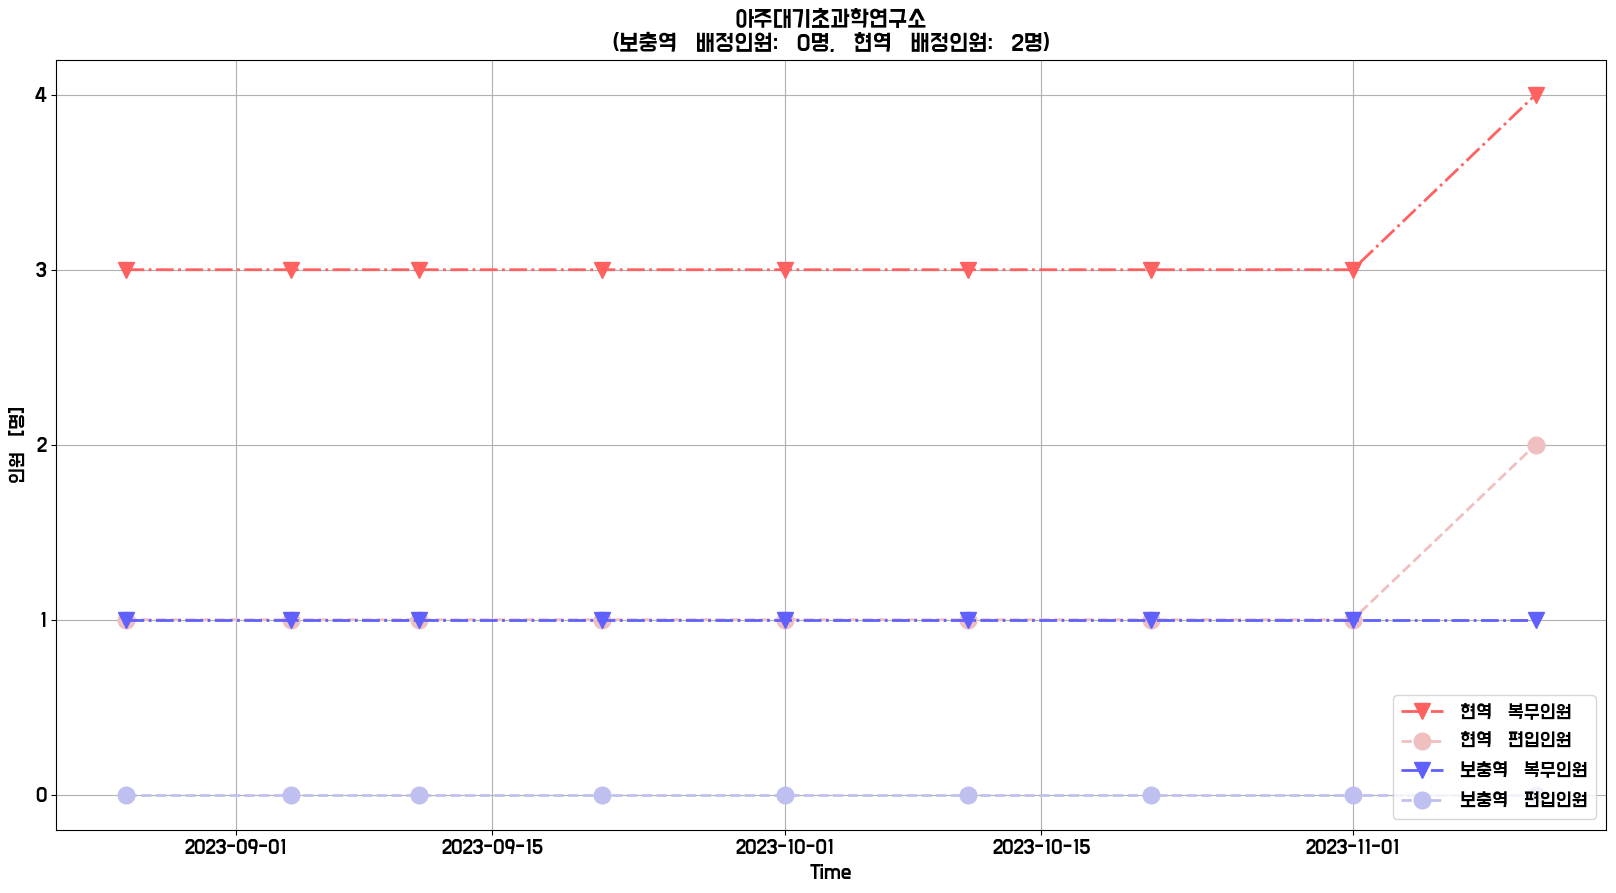 아주대기초과학연구소
(보충역 배정인원: 0명, 현역 배정인원: 2명)
4
3
2
1
0
인원 [명]
현역 복무인원
현역 편입인원
보충역 복무인원
보충역 편입인원
2023-09-01 2023-09-15 2023-10-01 2023-10-15 2023-11-01
Time